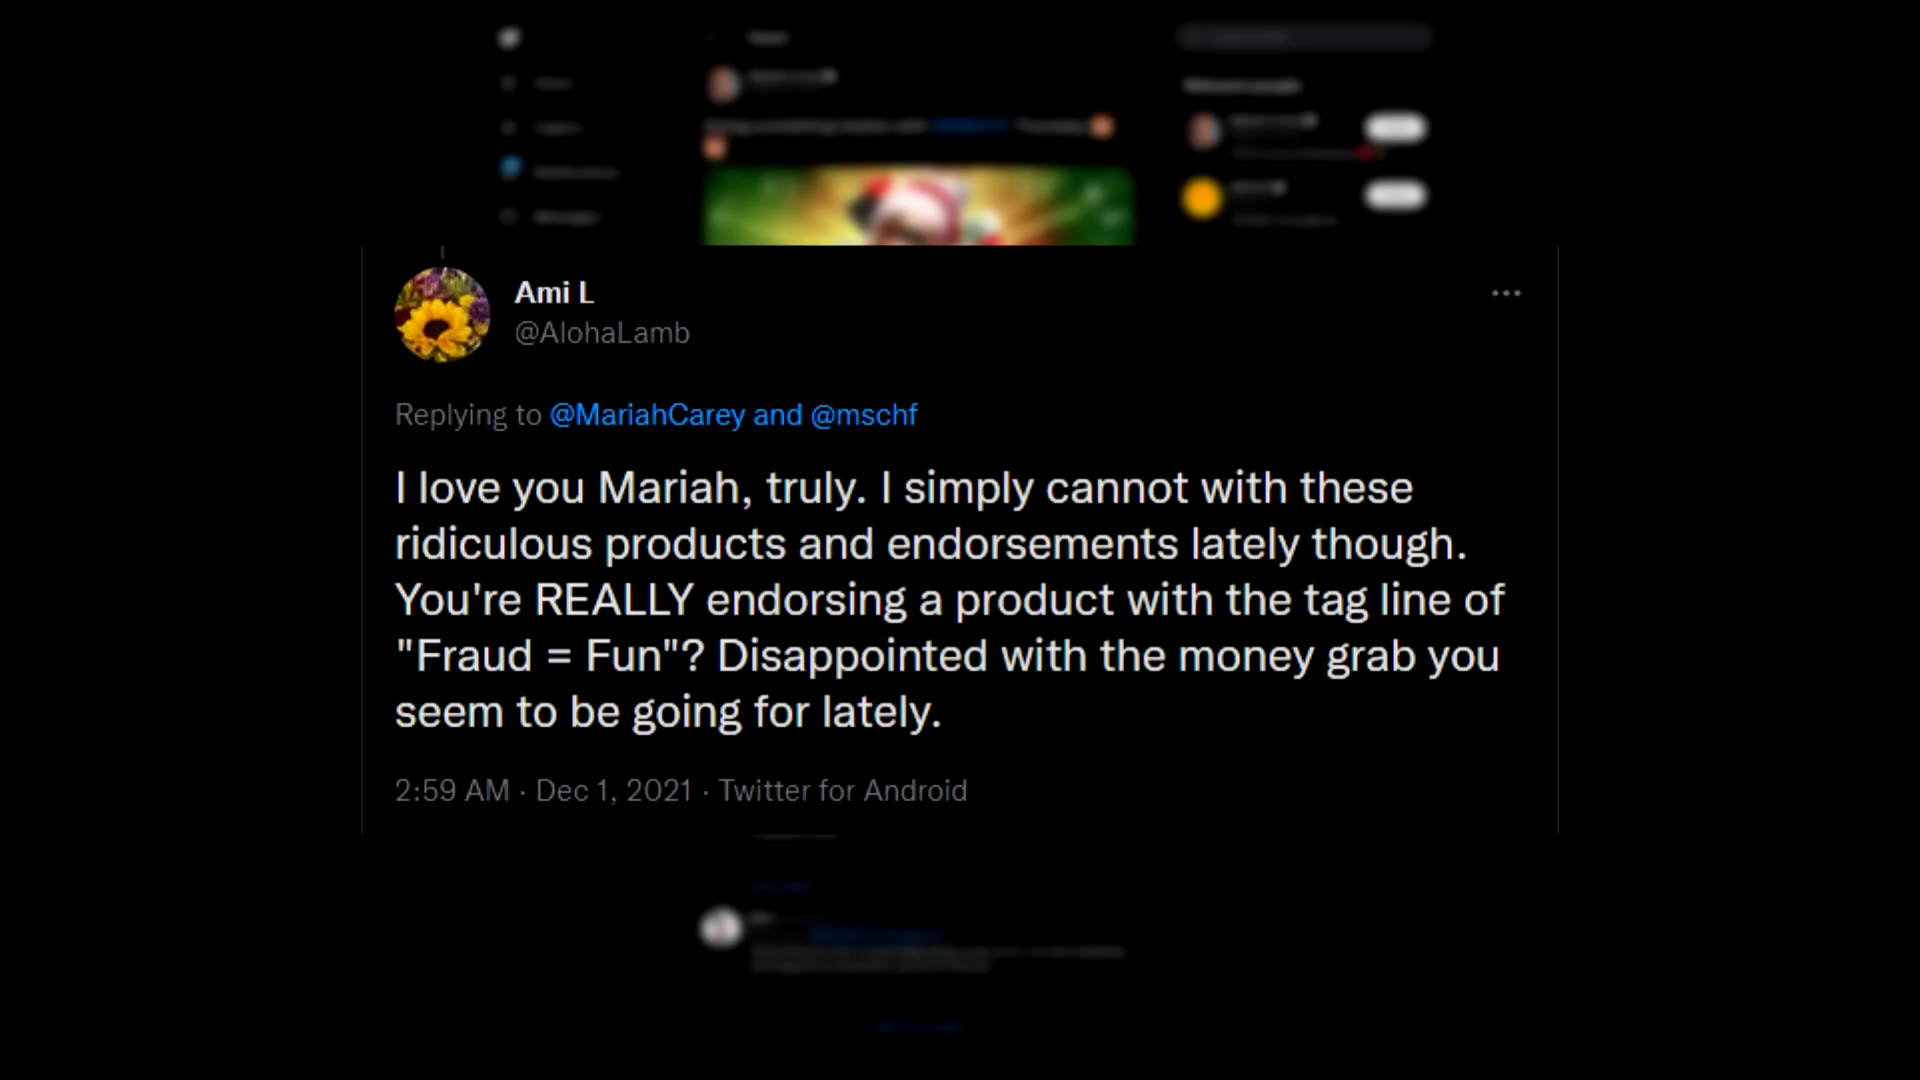 Ami L
@AlohaLamb
Replying to @MariahCarey and @mschf
I love you Mariah, truly. I simply cannot with these
ridiculous products and endorsements lately though.
You're REALLY endorsing a product with the tag line of
"Fraud = Fun"? Disappointed with the money grab you
seem to be going for lately.
2:59 AM · Dec 1, 2021 · Twitter for Android